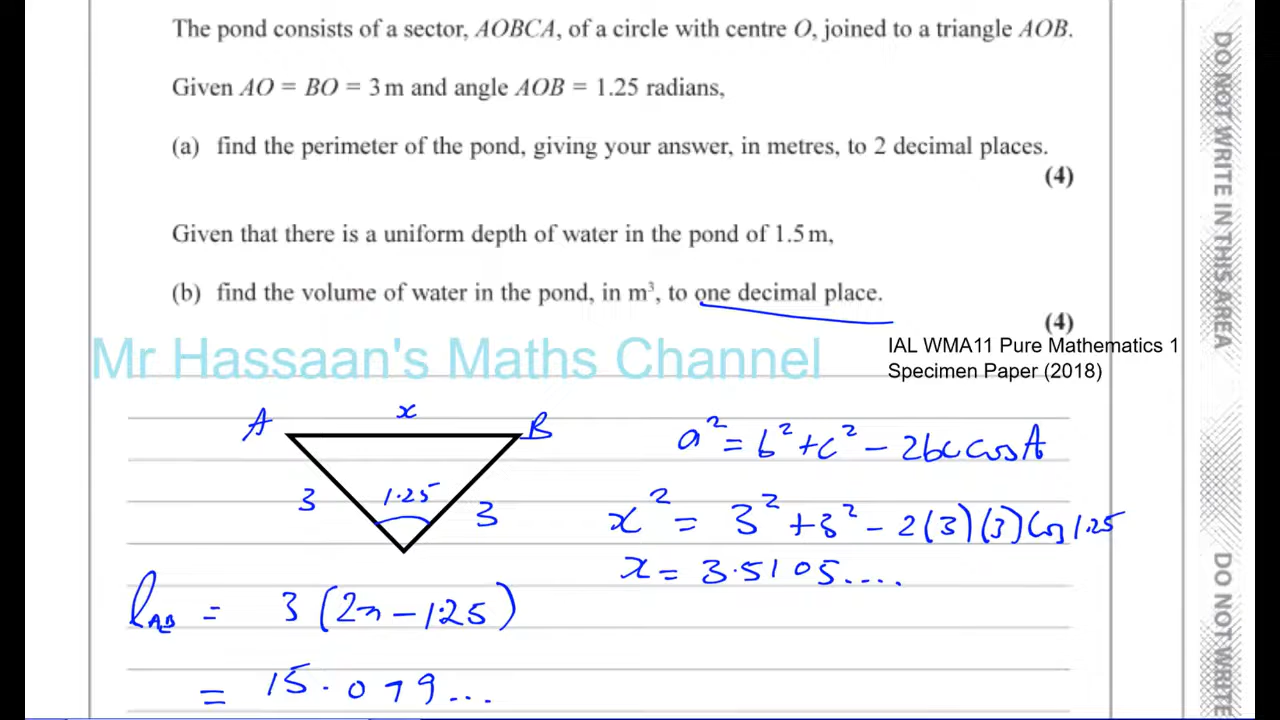 The pond consists of a sector, AOBCA, of a circle with centre O, joined to a triangle AOB.
Given AO = BO = 3 m and angle AOB = 1.25 radians,
(a) find the perimeter of the pond, giving your answer, in metres, to 2 decimal places.
(4)
Given that there is a uniform depth of water in the pond of 1.5 m,
(b) find the volume of water in the pond, in m³, to one decimal place.
(4)
Mr Hassaan's Maths Channel
IAL WMA11 Pure Mathematics 1
Specimen Paper (2018)
A x B
3 1.25 3
a² = b² + c² - 2bc cos A
x² = 3² + 3² - 2(3)(3) cos 1.25
x = 3.5105....
l AB = 3 (2π - 1.25)
= 15.099...
DO NOT WRITE IN THIS AREA
DO NOT WRITE